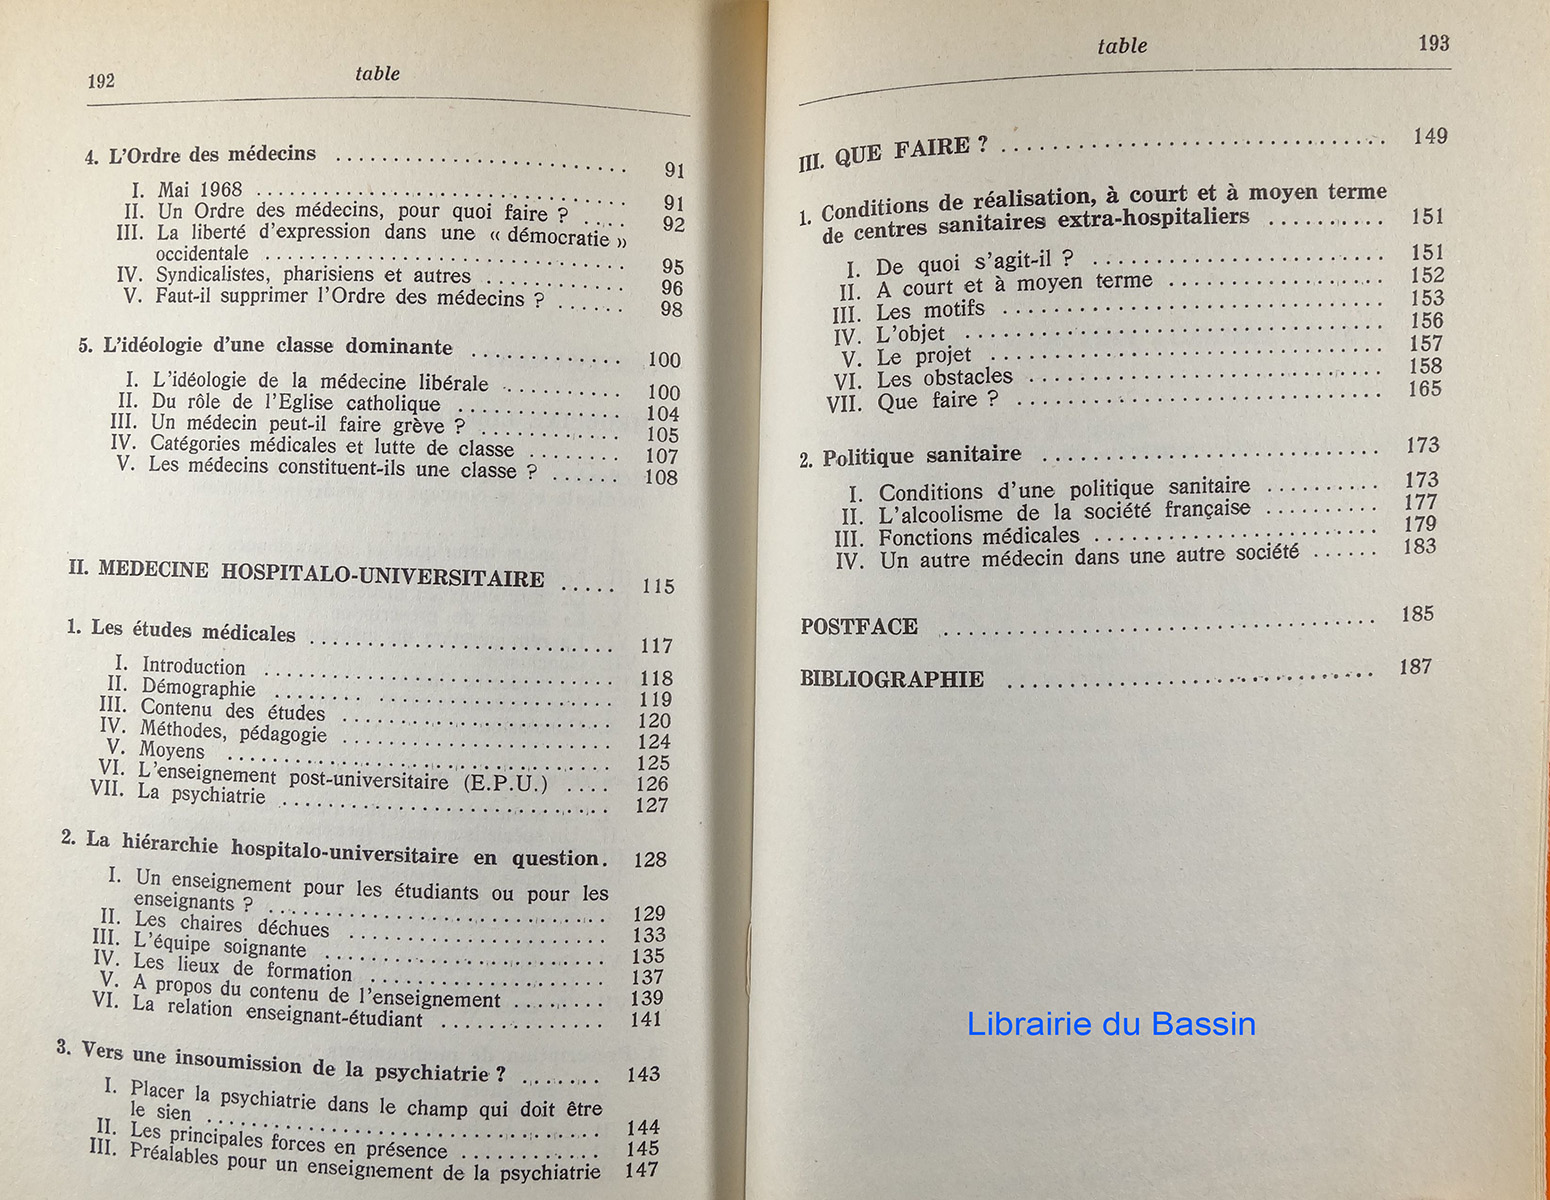 192 table
4. L'Ordre des médecins ........................ 91
I. Mai 1968 ........................ 91
II. Un Ordre des médecins, pour quoi faire ? ..... 92
III. La liberté d'expression dans une « démocratie »
occidentale ........................ 95
IV. Syndicalistes, pharisiens et autres ......... 96
V. Faut-il supprimer l'Ordre des médecins ? ...... 98
5. L'idéologie d'une classe dominante ............. 100
I. L'idéologie de la médecine libérale ......... 100
II. Du rôle de l'Eglise catholique ............. 104
III. Un médecin peut-il faire grève ? ............ 105
IV. Catégories médicales et lutte de classe ........ 107
V. Les médecins constituent-ils une classe ? ...... 108
II. MEDECINE HOSPITALO-UNIVERSITAIRE ..... 115
1. Les études médicales ........................ 117
I. Introduction ........................ 118
II. Démographie ........................ 119
III. Contenu des études ........................ 120
IV. Méthodes, pédagogie ........................ 124
V. Moyens ........................ 125
VI. L'enseignement post-universitaire (E.P.U.) .... 126
VII. La psychiatrie ........................ 127
2. La hiérarchie hospitalo-universitaire en question. 128
I. Un enseignement pour les étudiants ou pour les
enseignants ? ........................ 129
II. Les chaires déchues ........................ 133
III. L'équipe soignante ........................ 135
IV. Les lieux de formation .................... 137
V. A propos du contenu de l'enseignement ........ 139
VI. La relation enseignant-étudiant .............. 141
3. Vers une insoumission de la psychiatrie ? ....... 143
I. Placer la psychiatrie dans le champ qui doit être
le sien ........................ 144
II. Les principales forces en présence ............ 145
III. Préalables pour un enseignement de la psychiatrie 147
table 193
III. QUE FAIRE ? ........................ 149
1. Conditions de réalisation, à court et à moyen terme
de centres sanitaires extra-hospitaliers .......... 151
I. De quoi s'agit-il ? ........................ 151
II. A court et à moyen terme .................. 152
III. Les motifs ........................ 153
IV. L'objet ........................ 156
V. Le projet ........................ 157
VI. Les obstacles ........................ 158
VII. Que faire ? ........................ 165
2. Politique sanitaire ........................ 173
I. Conditions d'une politique sanitaire .......... 173
II. L'alcoolisme de la société française .......... 177
III. Fonctions médicales ........................ 179
IV. Un autre médecin dans une autre société ...... 183
POSTFACE ........................ 185
BIBLIOGRAPHIE ........................ 187
Librairie du Bassin